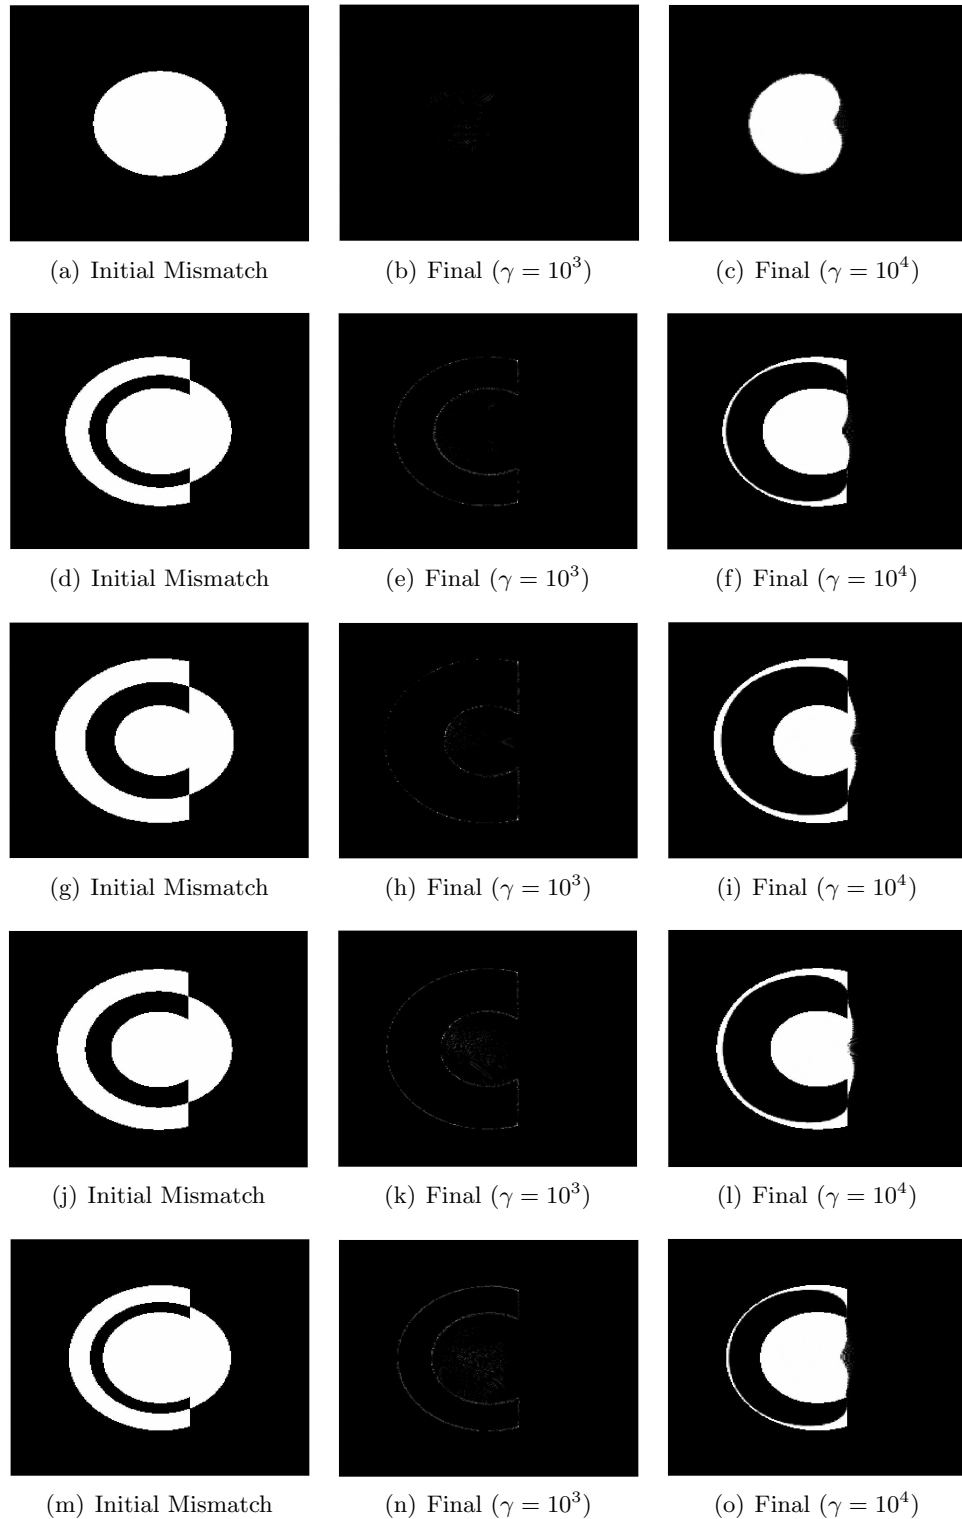 (a) Initial Mismatch (b) Final (γ = 10³) (c) Final (γ = 10⁴)
(d) Initial Mismatch (e) Final (γ = 10³) (f) Final (γ = 10⁴)
(g) Initial Mismatch (h) Final (γ = 10³) (i) Final (γ = 10⁴)
(j) Initial Mismatch (k) Final (γ = 10³) (l) Final (γ = 10⁴)
(m) Initial Mismatch (n) Final (γ = 10³) (o) Final (γ = 10⁴)